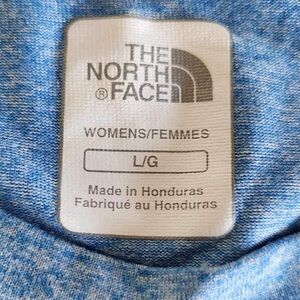 THE
NORTH
® FACE
WOMENS/FEMMES
L/G
Made in Honduras
Fabriqué au Honduras